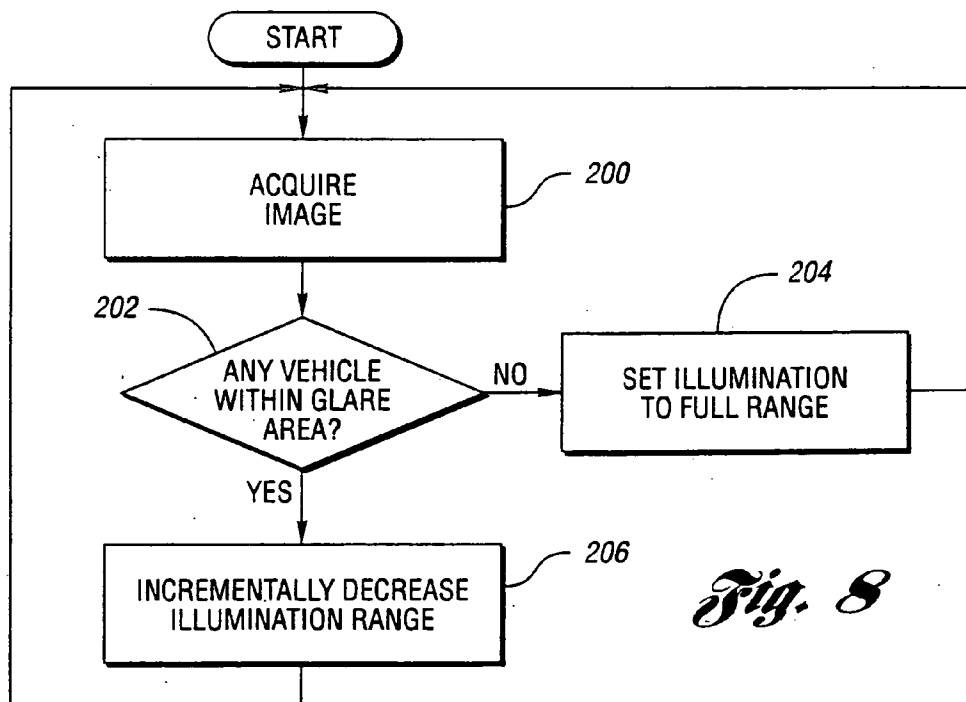 START
ACQUIRE
IMAGE
200
202
ANY VEHICLE
WITHIN GLARE
AREA?
NO
204
SET ILLUMINATION
TO FULL RANGE
YES
206
INCREMENTALLY DECREASE
ILLUMINATION RANGE
Fig. 8